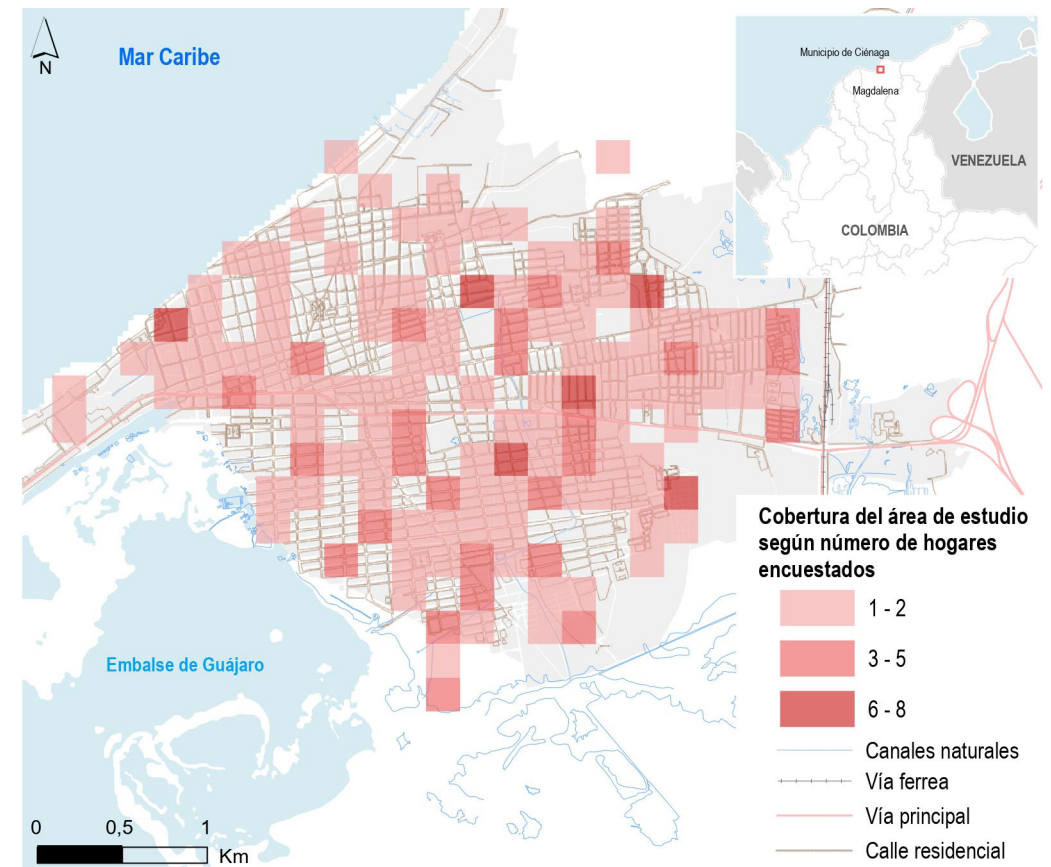 N
Mar Caribe
Municipio de Ciénaga
Magdalena
VENEZUELA
COLOMBIA
Embalse de Guájaro
Cobertura del área de estudio
según número de hogares
encuestados
1 - 2
3 - 5
6 - 8
Canales naturales
Vía ferrea
Vía principal
Calle residencial
0 0,5 1
Km